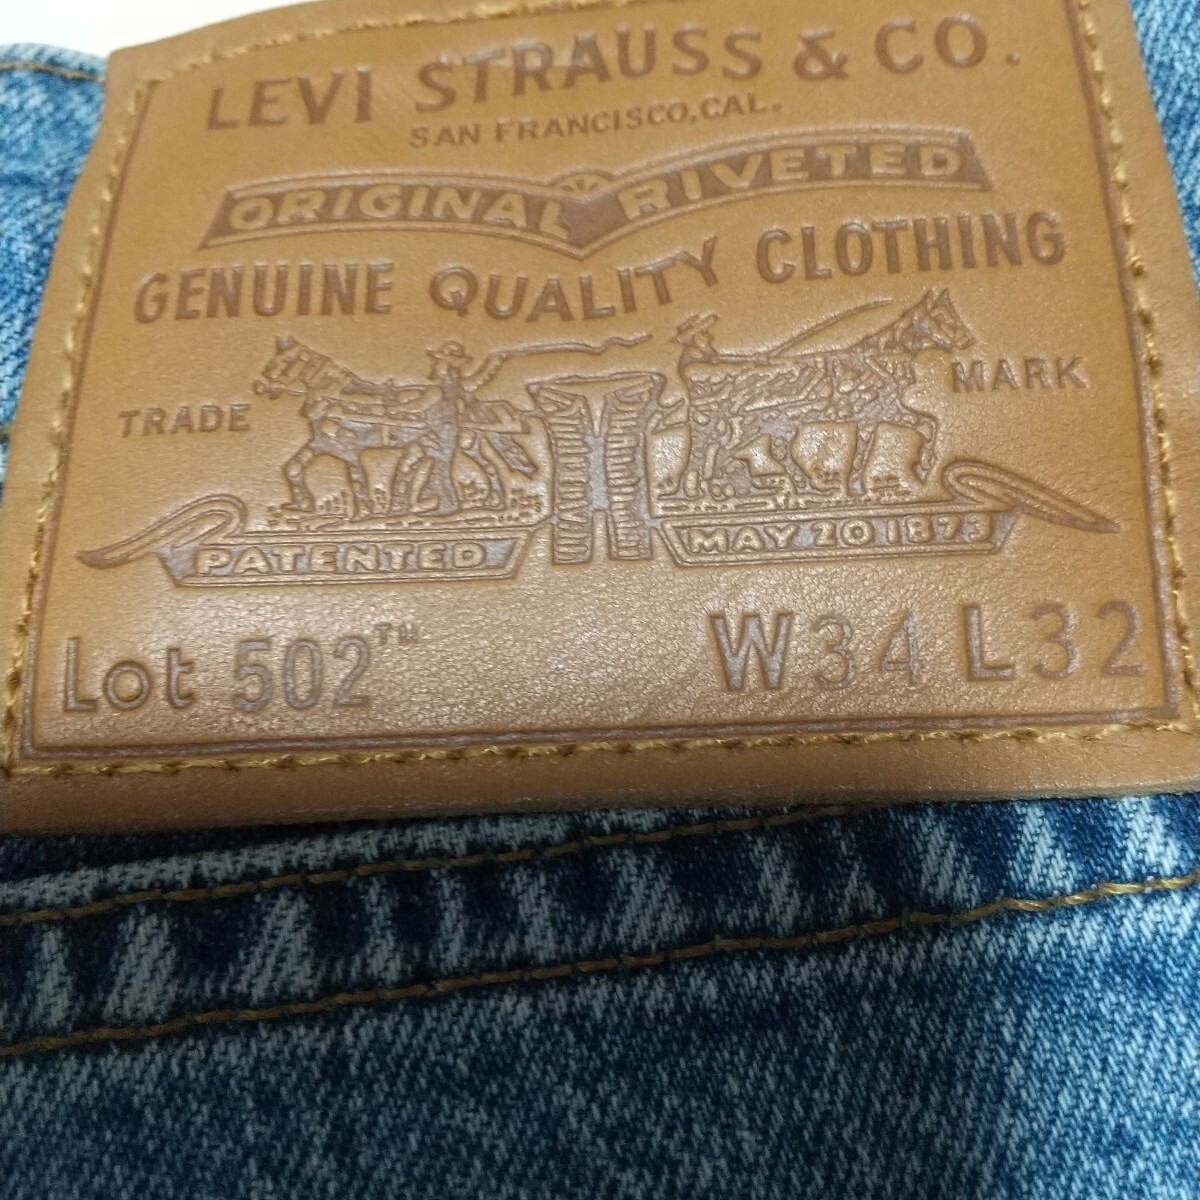 LEVI STRAUSS & CO.
SAN FRANCISCO, CAL.
ORIGINAL RIVETED
GENUINE QUALITY CLOTHING
TRADE MARK
PATENTED MAY 20 1873
Lot 502™ W34 L32